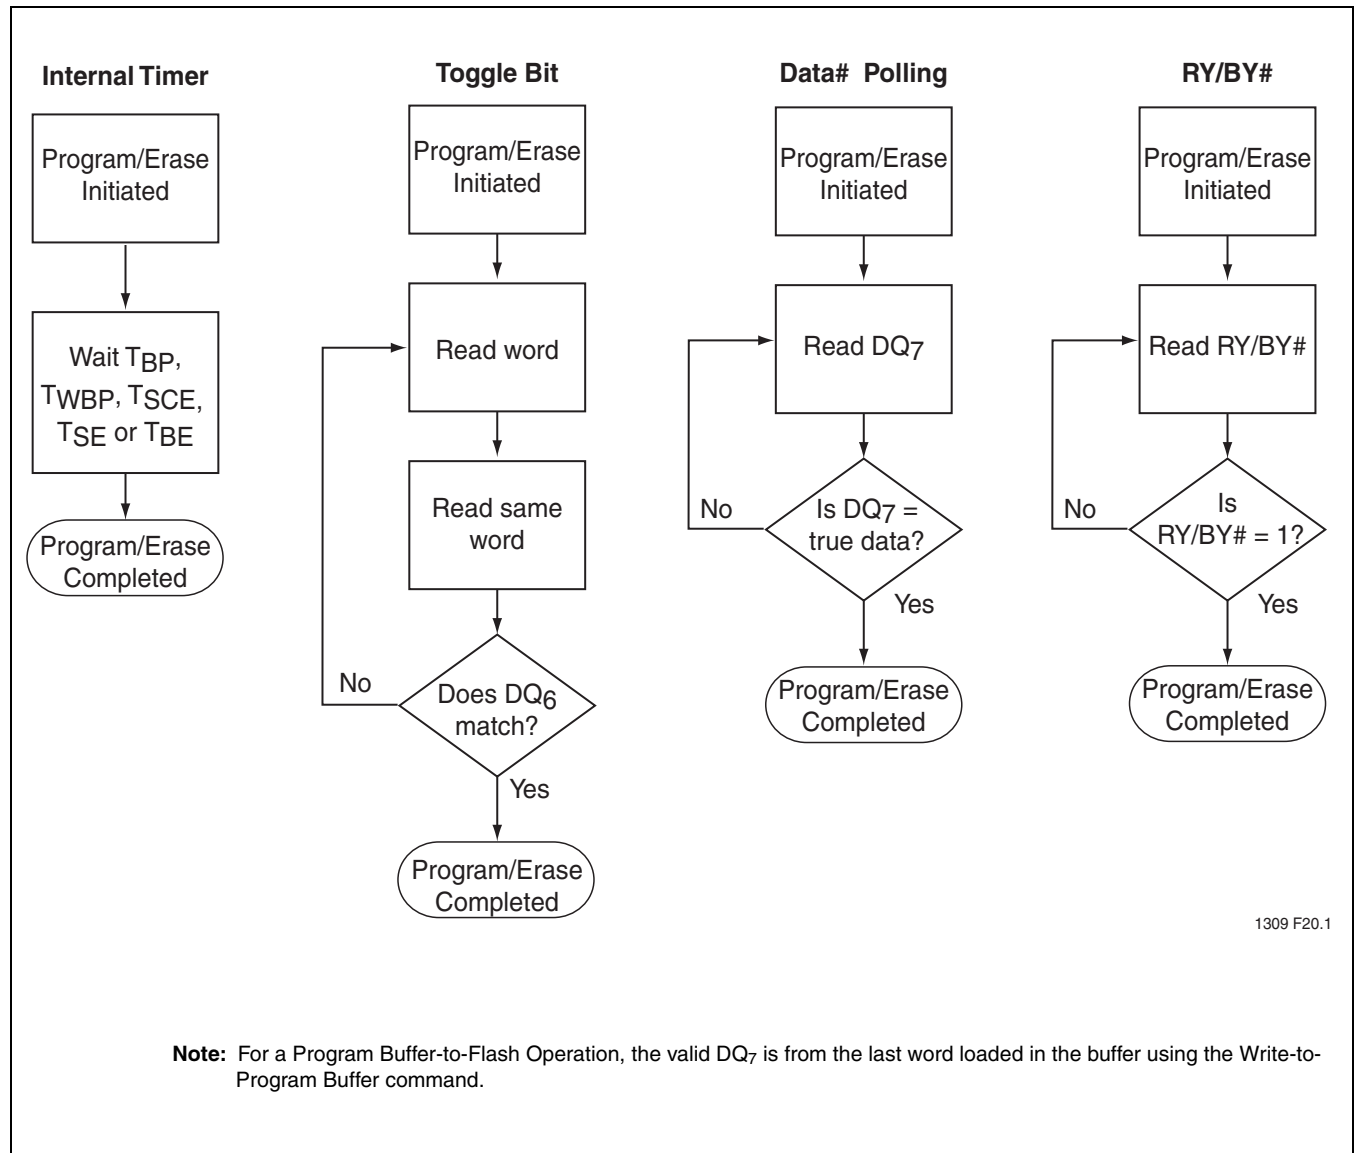 Internal Timer
Program/Erase
Initiated
Wait TBP,
TWBP, TSCE,
TSE or TBE
Program/Erase
Completed
Toggle Bit
Program/Erase
Initiated
Read word
Read same
word
Does DQ6
match?
No
Yes
Program/Erase
Completed
Data# Polling
Program/Erase
Initiated
Read DQ7
Is DQ7 =
true data?
No
Yes
Program/Erase
Completed
RY/BY#
Program/Erase
Initiated
Read RY/BY#
Is
RY/BY# = 1?
No
Yes
Program/Erase
Completed
1309 F20.1
Note: For a Program Buffer-to-Flash Operation, the valid DQ7 is from the last word loaded in the buffer using the Write-to-
Program Buffer command.